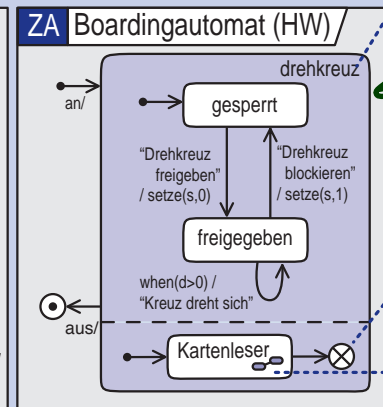 ZA Boardingautomat (HW)
drehkreuz
an/
gesperrt
“Drehkreuz
freigeben”
/ setze(s,0)
“Drehkreuz
blockieren”
/ setze(s,1)
freigegeben
when(d>0) /
“Kreuz dreht sich”
aus/
Kartenleser